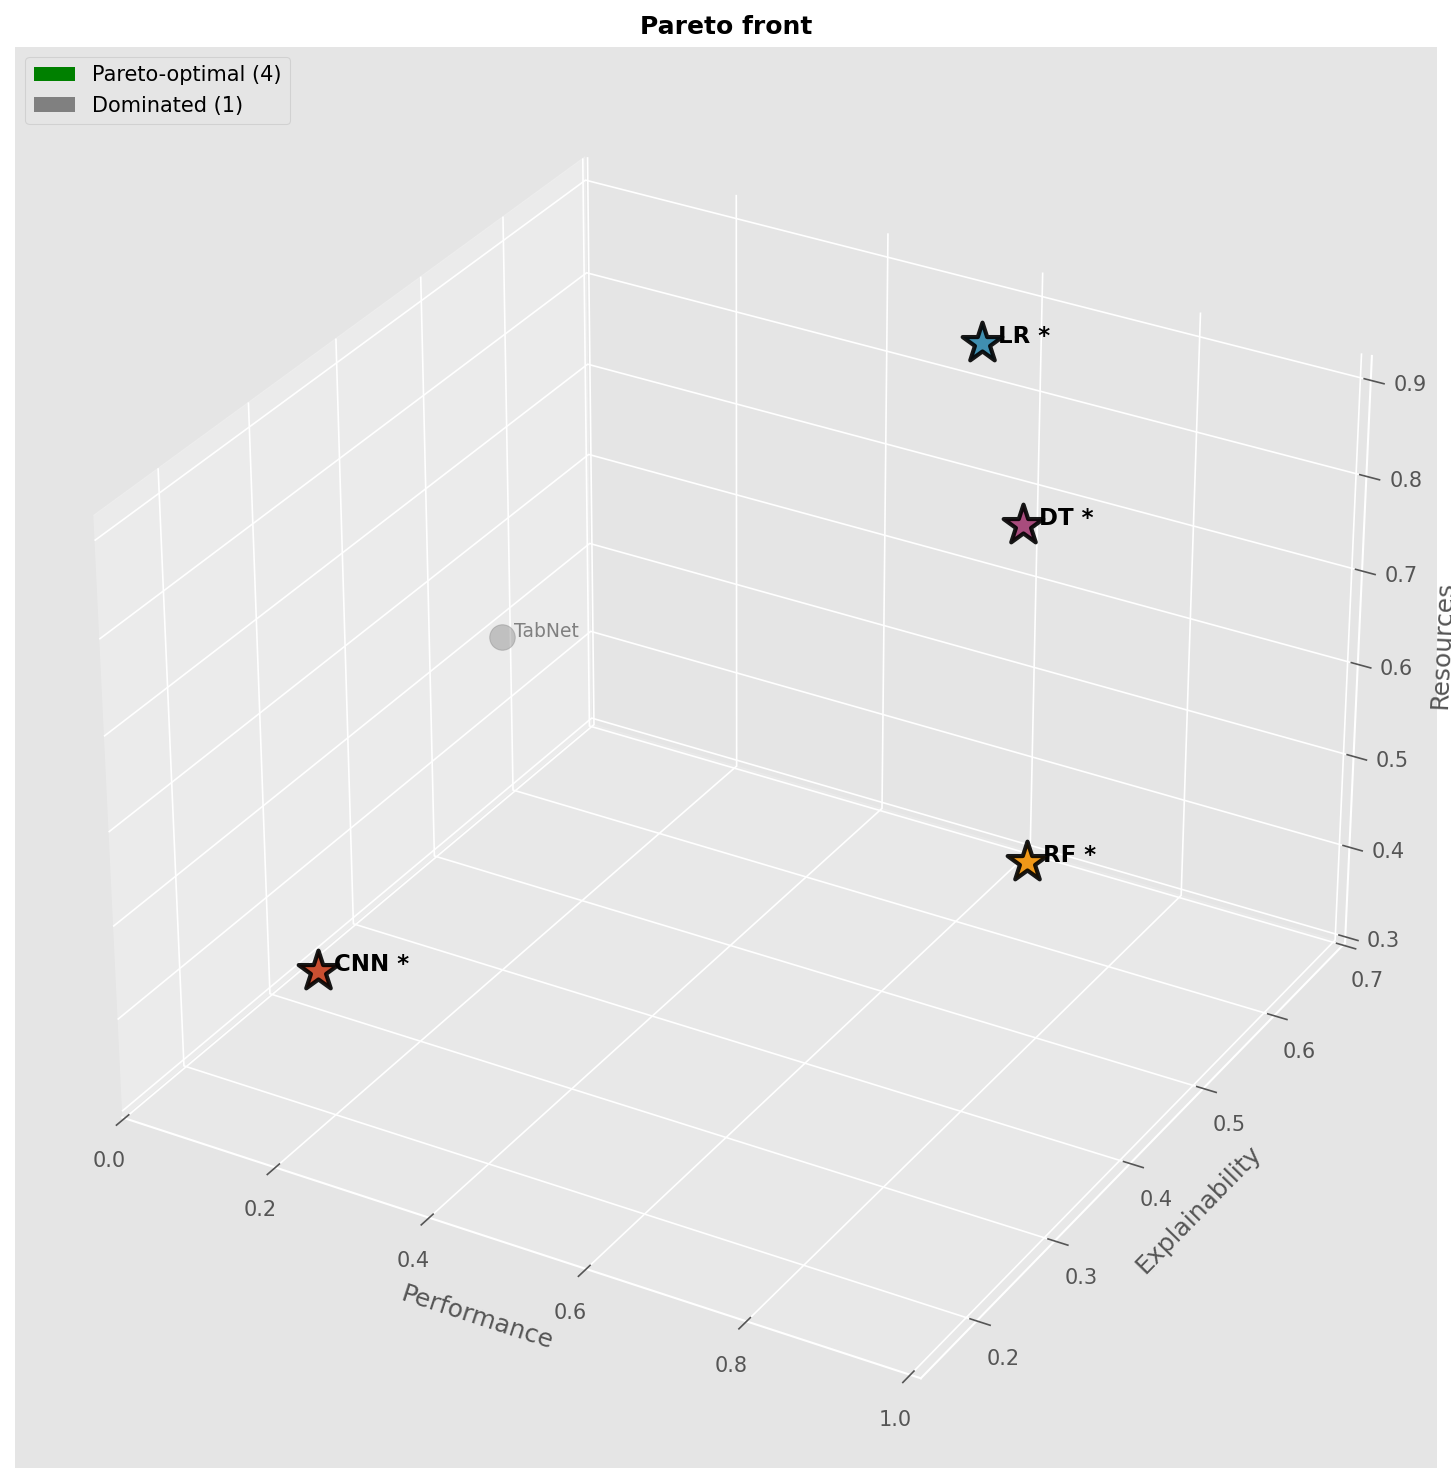 Pareto front
Pareto-optimal (4)
Dominated (1)
LR *
DT *
TabNet
RF *
CNN *
0.9
0.8
0.7
0.6
0.5
0.4
0.3
Resources
0.7
0.6
0.5
0.4
0.3
0.2
Explainability
0.0
0.2
0.4
0.6
0.8
1.0
Performance